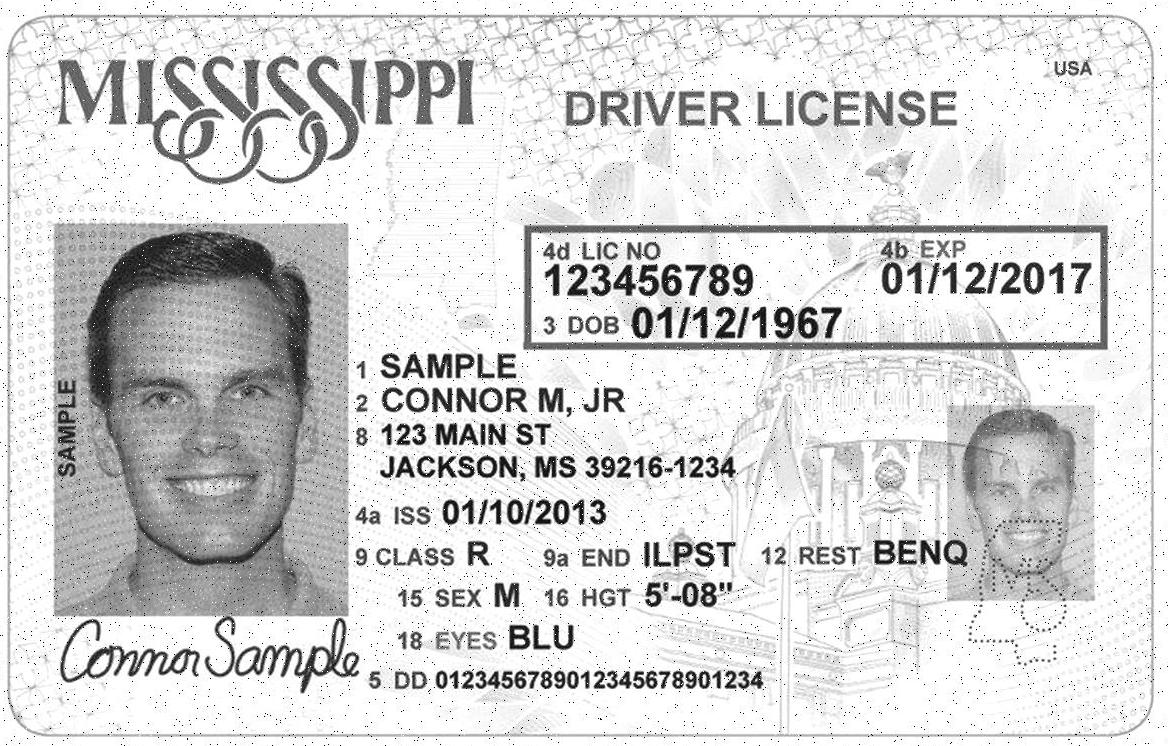 MISSISSIPPI
DRIVER LICENSE
USA
4d LIC NO
123456789
4b EXP
01/12/2017
3 DOB 01/12/1967
1 SAMPLE
2 CONNOR M, JR
8 123 MAIN ST
JACKSON, MS 39216-1234
4a ISS 01/10/2013
9 CLASS R 9a END ILPST 12 REST BENQ
15 SEX M 16 HGT 5'-08"
18 EYES BLU
5 DD 0123456789012345678901234
SAMPLE
Connor Sample